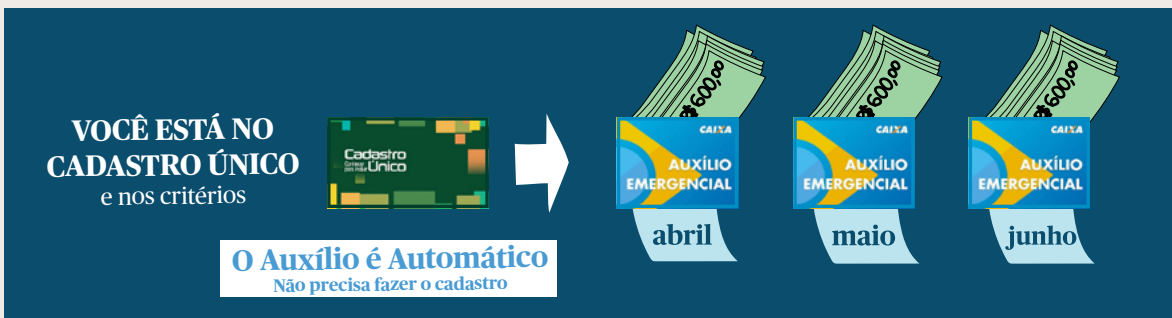 VOCÊ ESTÁ NO
CADASTRO ÚNICO
e nos critérios
Cadastro
Único
O Auxílio é Automático
Não precisa fazer o cadastro
600,00
CAIXA
AUXÍLIO
EMERGENCIAL
abril
600,00
CAIXA
AUXÍLIO
EMERGENCIAL
maio
600,00
CAIXA
AUXÍLIO
EMERGENCIAL
junho